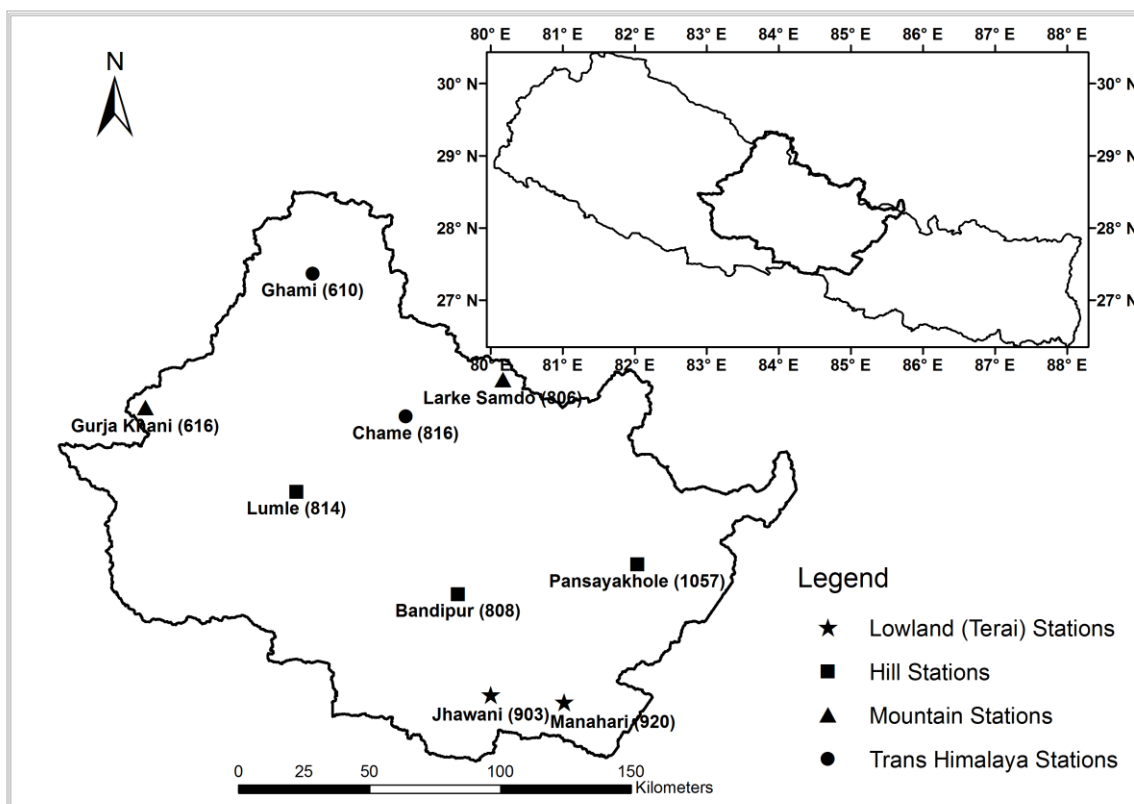 80° E 81° E 82° E 83° E 84° E 85° E 86° E 87° E 88° E
N
30° N 30° N
29° N 29° N
28° N 28° N
27° N 27° N
80° E 81° E 82° E 83° E 84° E 85° E 86° E 87° E 88° E
Ghami (610)
Larke Samdo (806)
Gurja Khani (616)
Chame (816)
Lumle (814)
Pansayakhole (1057)
Bandipur (808)
Jhawani (903)
Manahari (920)
Legend
Lowland (Terai) Stations
Hill Stations
Mountain Stations
Trans Himalaya Stations
0 25 50 100 150
Kilometers